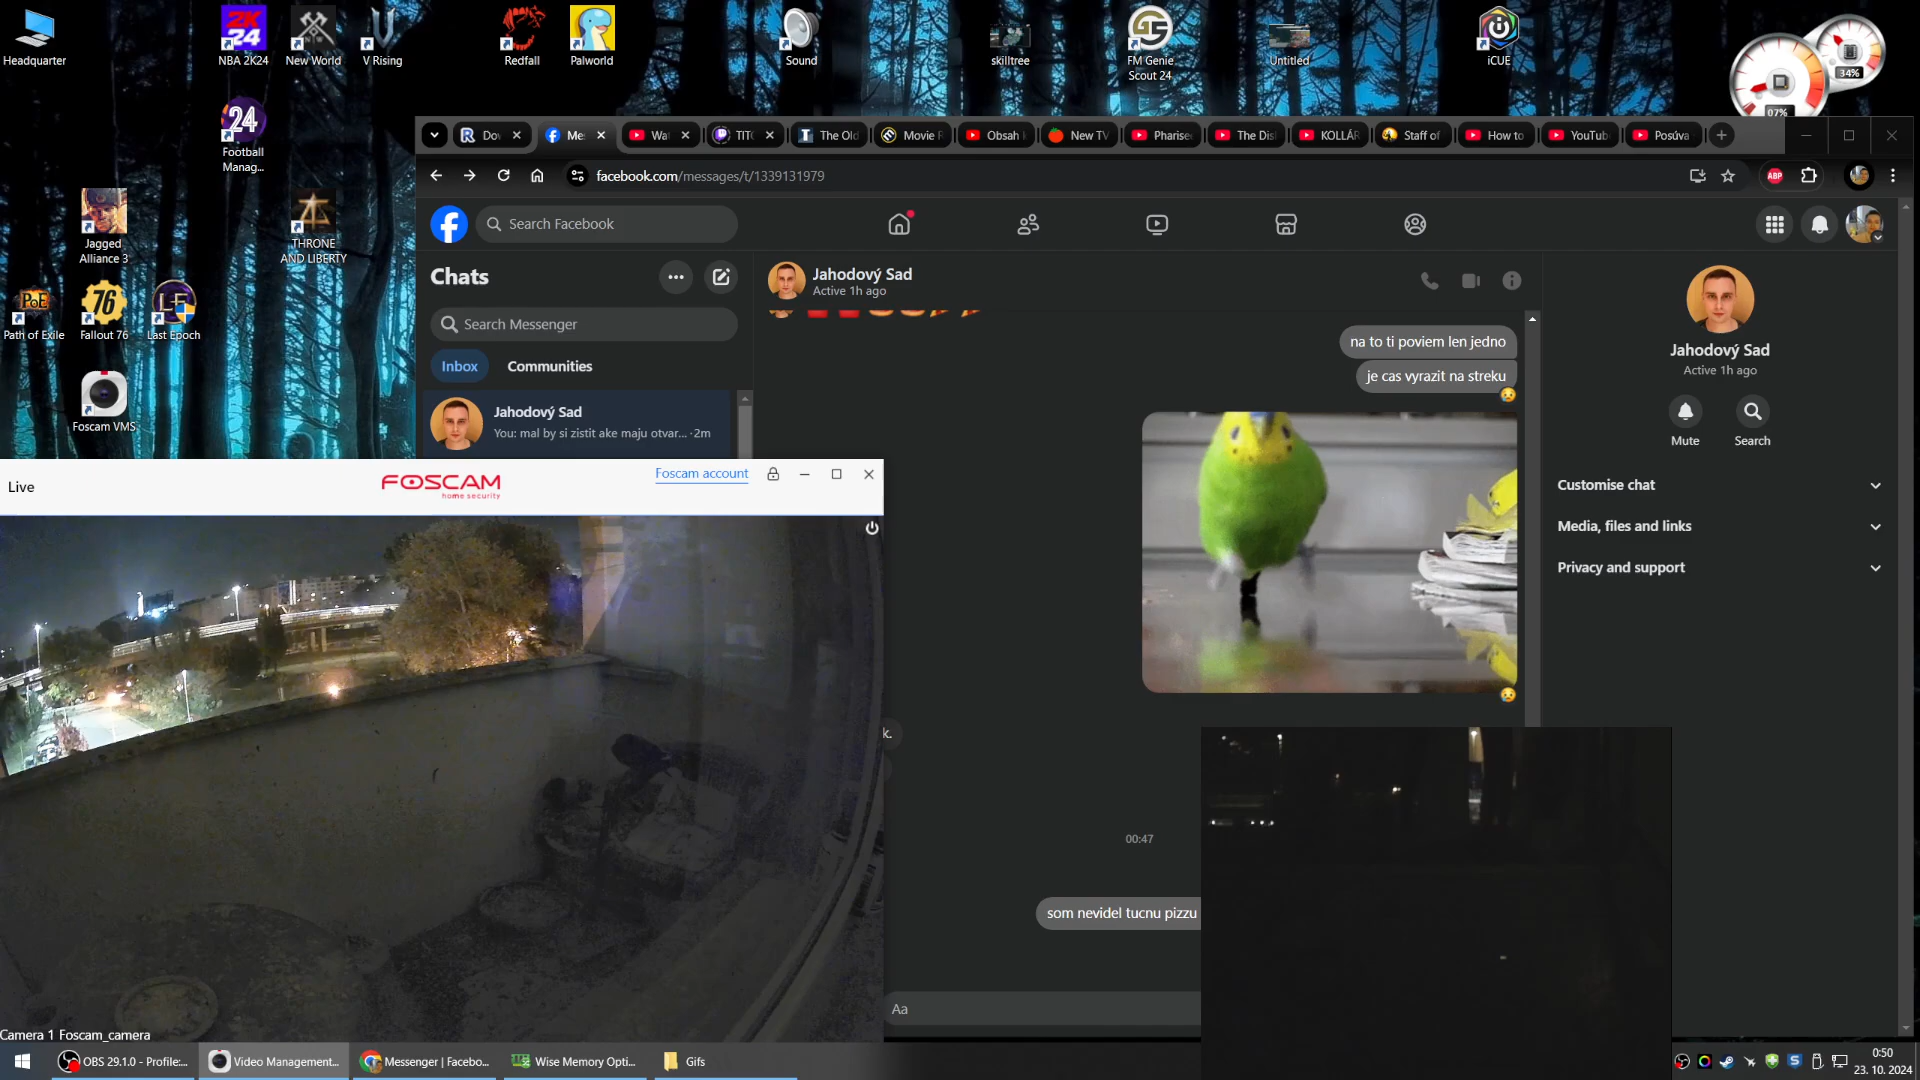 Headquarter
NBA 2K24
New World
V Rising
Redfall
Palworld
Sound
skilltree
FM Genie
Scout 24
Untitled
iCUE
34%
07%
Football
Manag...
Jagged
Alliance 3
THRONE
AND LIBERTY
Path of Exile
Fallout 76
Last Epoch
Foscam VMS
Me
TIT
The Old
Movie F
Obsah
New TV
Pharise
KOLLÁR
Staff of
How to
YouTub
Posúva
facebook.com/messages/t/1339131979
ABP
Search Facebook
Chats
Search Messenger
Inbox
Communities
Jahodový Sad
You: mal by si zistit ake maju otvar... · 2m
Jahodový Sad
Active 1h ago
na to ti poviem len jedno
je cas vyrazit na streku
k.
00:47
som nevidel tucnu pizzu
Aa
Jahodový Sad
Active 1h ago
Mute
Search
Customise chat
Media, files and links
Privacy and support
Live
FOSCAM
home security
Foscam account
Camera 1 Foscam_camera
OBS 29.1.0 - Profile:...
Video Management...
Messenger | Facebo...
Wise Memory Opti...
Gifs
0:50
23. 10. 2024